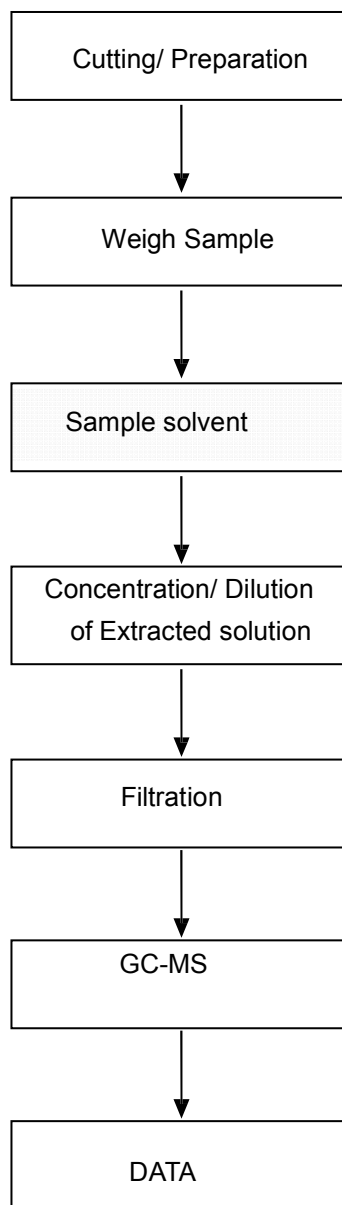 Cutting/ Preparation
Weigh Sample
Sample solvent
Concentration/ Dilution
of Extracted solution
Filtration
GC-MS
DATA